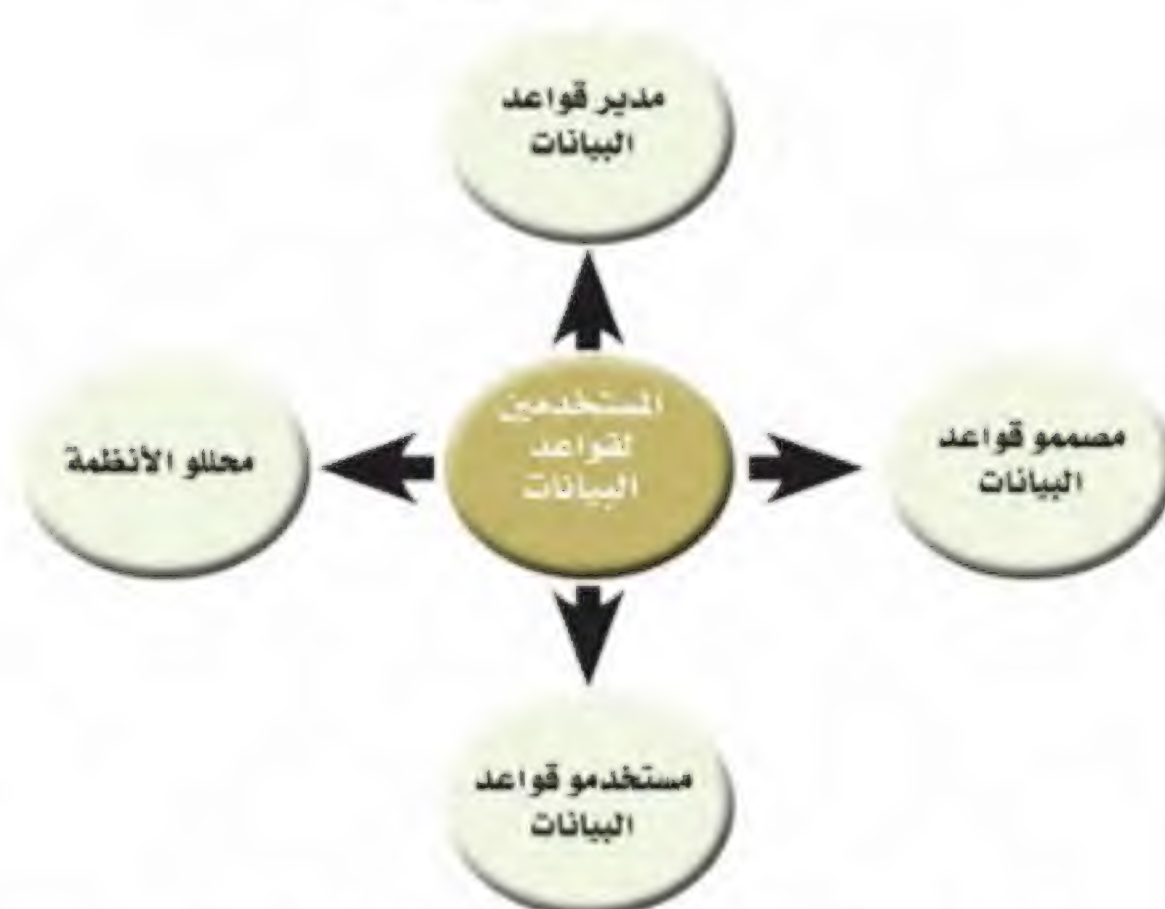 مدير قواعد
البيانات
المستخدمين
لقواعد
البيانات
مصممو قواعد
البيانات
محللو الأنظمة
مستخدمو قواعد
البيانات